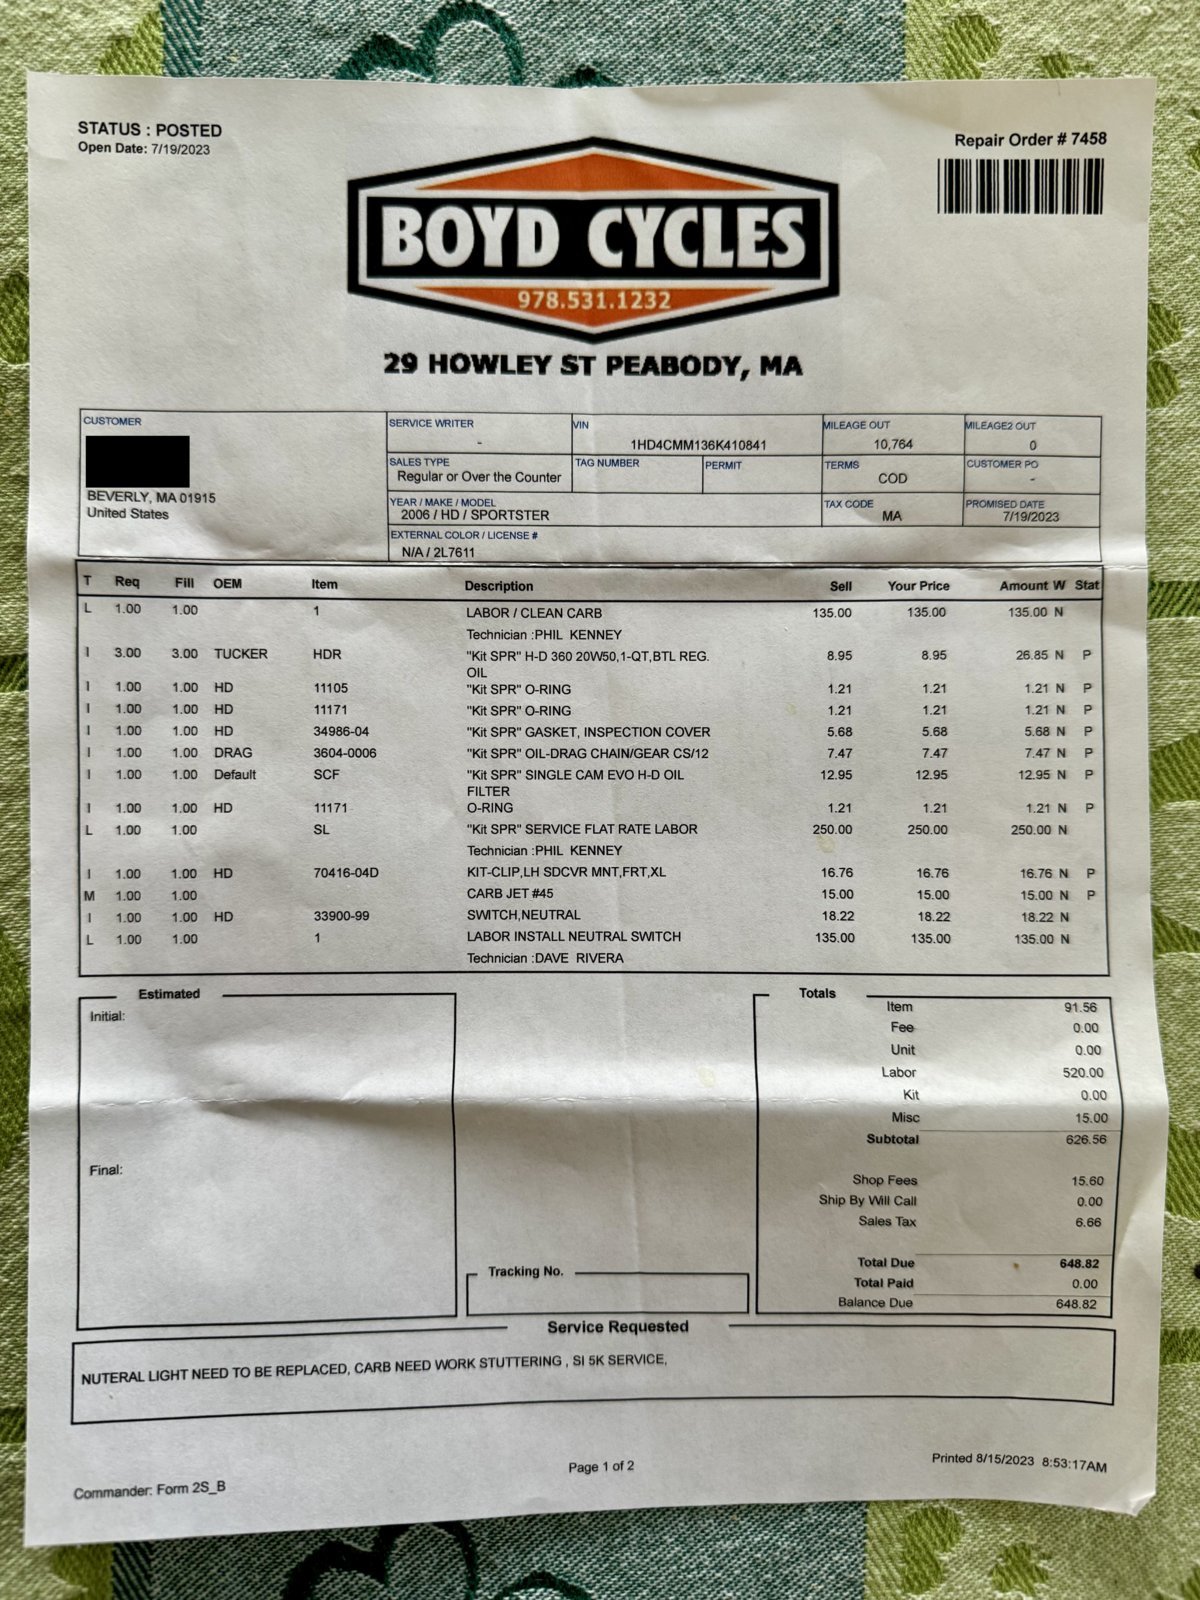 STATUS : POSTED
Open Date: 7/19/2023
Repair Order # 7458
BOYD CYCLES
978.531.1232
29 HOWLEY ST PEABODY, MA
CUSTOMER
BEVERLY, MA 01915
United States
SERVICE WRITER
-
VIN
1HD4CMM136K410841
MILEAGE OUT
10,764
MILEAGE2 OUT
0
SALES TYPE
Regular or Over the Counter
TAG NUMBER
PERMIT
TERMS
COD
CUSTOMER PO
-
YEAR / MAKE / MODEL
2006 / HD / SPORTSTER
TAX CODE
MA
PROMISED DATE
7/19/2023
EXTERNAL COLOR / LICENSE #
N/A / 2L7611
T Req Fill OEM Item Description Sell Your Price Amount W Stat
L 1.00 1.00 1 LABOR / CLEAN CARB 135.00 135.00 135.00 N
Technician :PHIL KENNEY
I 3.00 3.00 TUCKER HDR "Kit SPR" H-D 360 20W50,1-QT,BTL REG. 8.95 8.95 26.85 N P
OIL
I 1.00 1.00 HD 11105 "Kit SPR" O-RING 1.21 1.21 1.21 N P
I 1.00 1.00 HD 11171 "Kit SPR" O-RING 1.21 1.21 1.21 N P
I 1.00 1.00 HD 34986-04 "Kit SPR" GASKET, INSPECTION COVER 5.68 5.68 5.68 N P
I 1.00 1.00 DRAG 3604-0006 "Kit SPR" OIL-DRAG CHAIN/GEAR CS/12 7.47 7.47 7.47 N P
I 1.00 1.00 Default SCF "Kit SPR" SINGLE CAM EVO H-D OIL 12.95 12.95 12.95 N P
FILTER
I 1.00 1.00 HD 11171 O-RING 1.21 1.21 1.21 N P
L 1.00 1.00 SL "Kit SPR" SERVICE FLAT RATE LABOR 250.00 250.00 250.00 N
Technician :PHIL KENNEY
I 1.00 1.00 HD 70416-04D KIT-CLIP,LH SDCVR MNT,FRT,XL 16.76 16.76 16.76 N P
M 1.00 1.00 CARB JET #45 15.00 15.00 15.00 N P
I 1.00 1.00 HD 33900-99 SWITCH,NEUTRAL 18.22 18.22 18.22 N
L 1.00 1.00 1 LABOR INSTALL NEUTRAL SWITCH 135.00 135.00 135.00 N
Technician :DAVE RIVERA
Estimated
Initial:
Final:
Totals
Item 91.56
Fee 0.00
Unit 0.00
Labor 520.00
Kit 0.00
Misc 15.00
Subtotal 626.56
Shop Fees 15.60
Ship By Will Call 0.00
Sales Tax 6.66
Total Due 648.82
Total Paid 0.00
Balance Due 648.82
Tracking No.
Service Requested
NUTERAL LIGHT NEED TO BE REPLACED, CARB NEED WORK STUTTERING , SI 5K SERVICE,
Commander: Form 2S_B
Page 1 of 2
Printed 8/15/2023 8:53:17AM